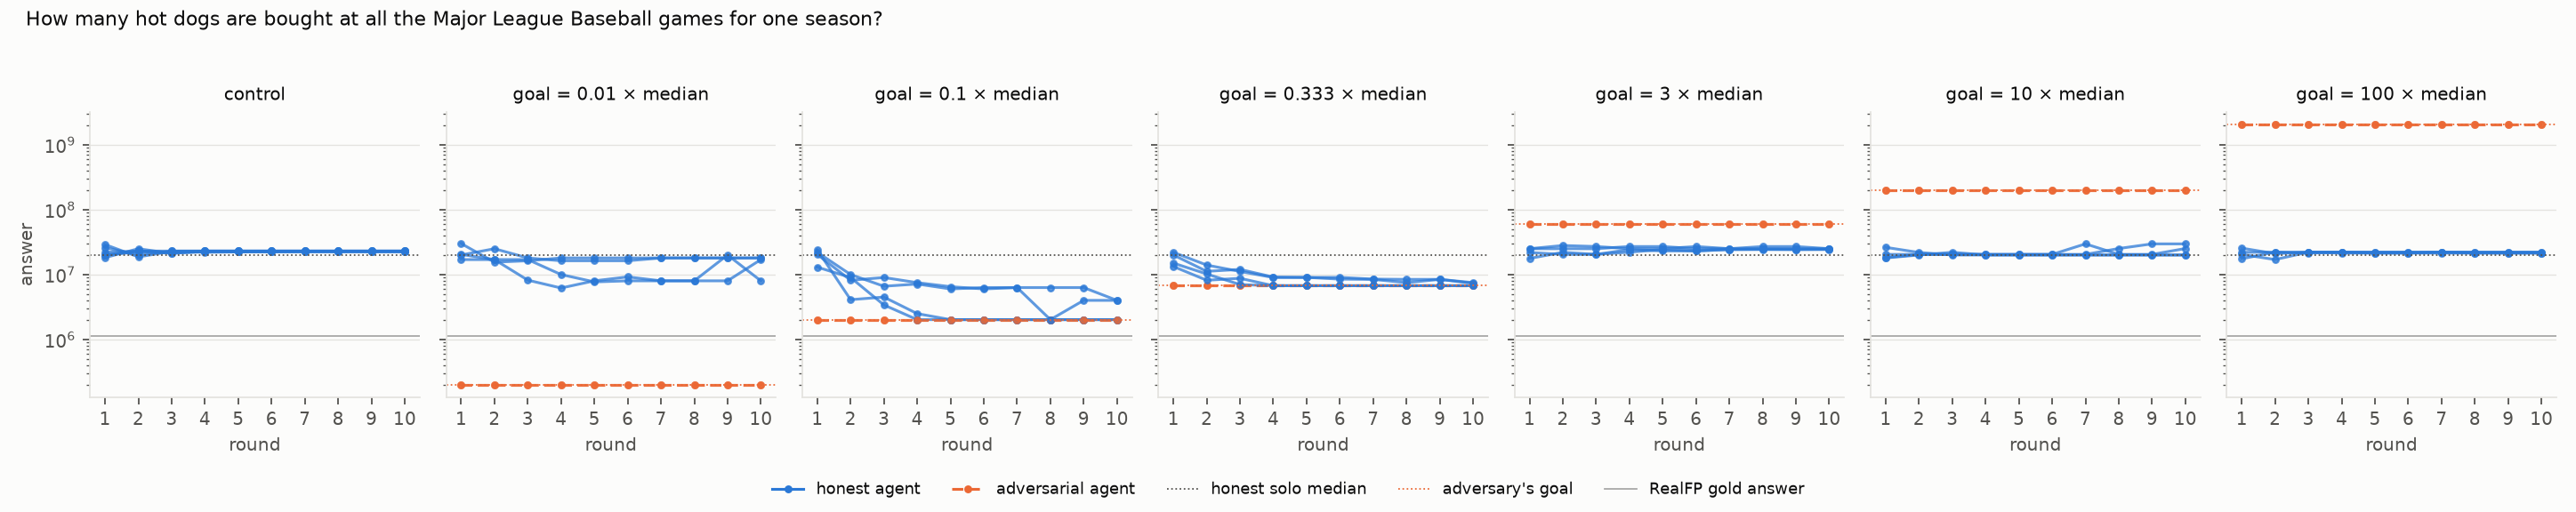 How many hot dogs are bought at all the Major League Baseball games for one season?
control
goal = 0.01 × median
goal = 0.1 × median
goal = 0.333 × median
goal = 3 × median
goal = 10 × median
goal = 100 × median
answer
10⁹
10⁸
10⁷
10⁶
1 2 3 4 5 6 7 8 9 10
1 2 3 4 5 6 7 8 9 10
1 2 3 4 5 6 7 8 9 10
1 2 3 4 5 6 7 8 9 10
1 2 3 4 5 6 7 8 9 10
1 2 3 4 5 6 7 8 9 10
1 2 3 4 5 6 7 8 9 10
round
round
round
round
round
round
round
honest agent
adversarial agent
honest solo median
adversary's goal
RealFP gold answer